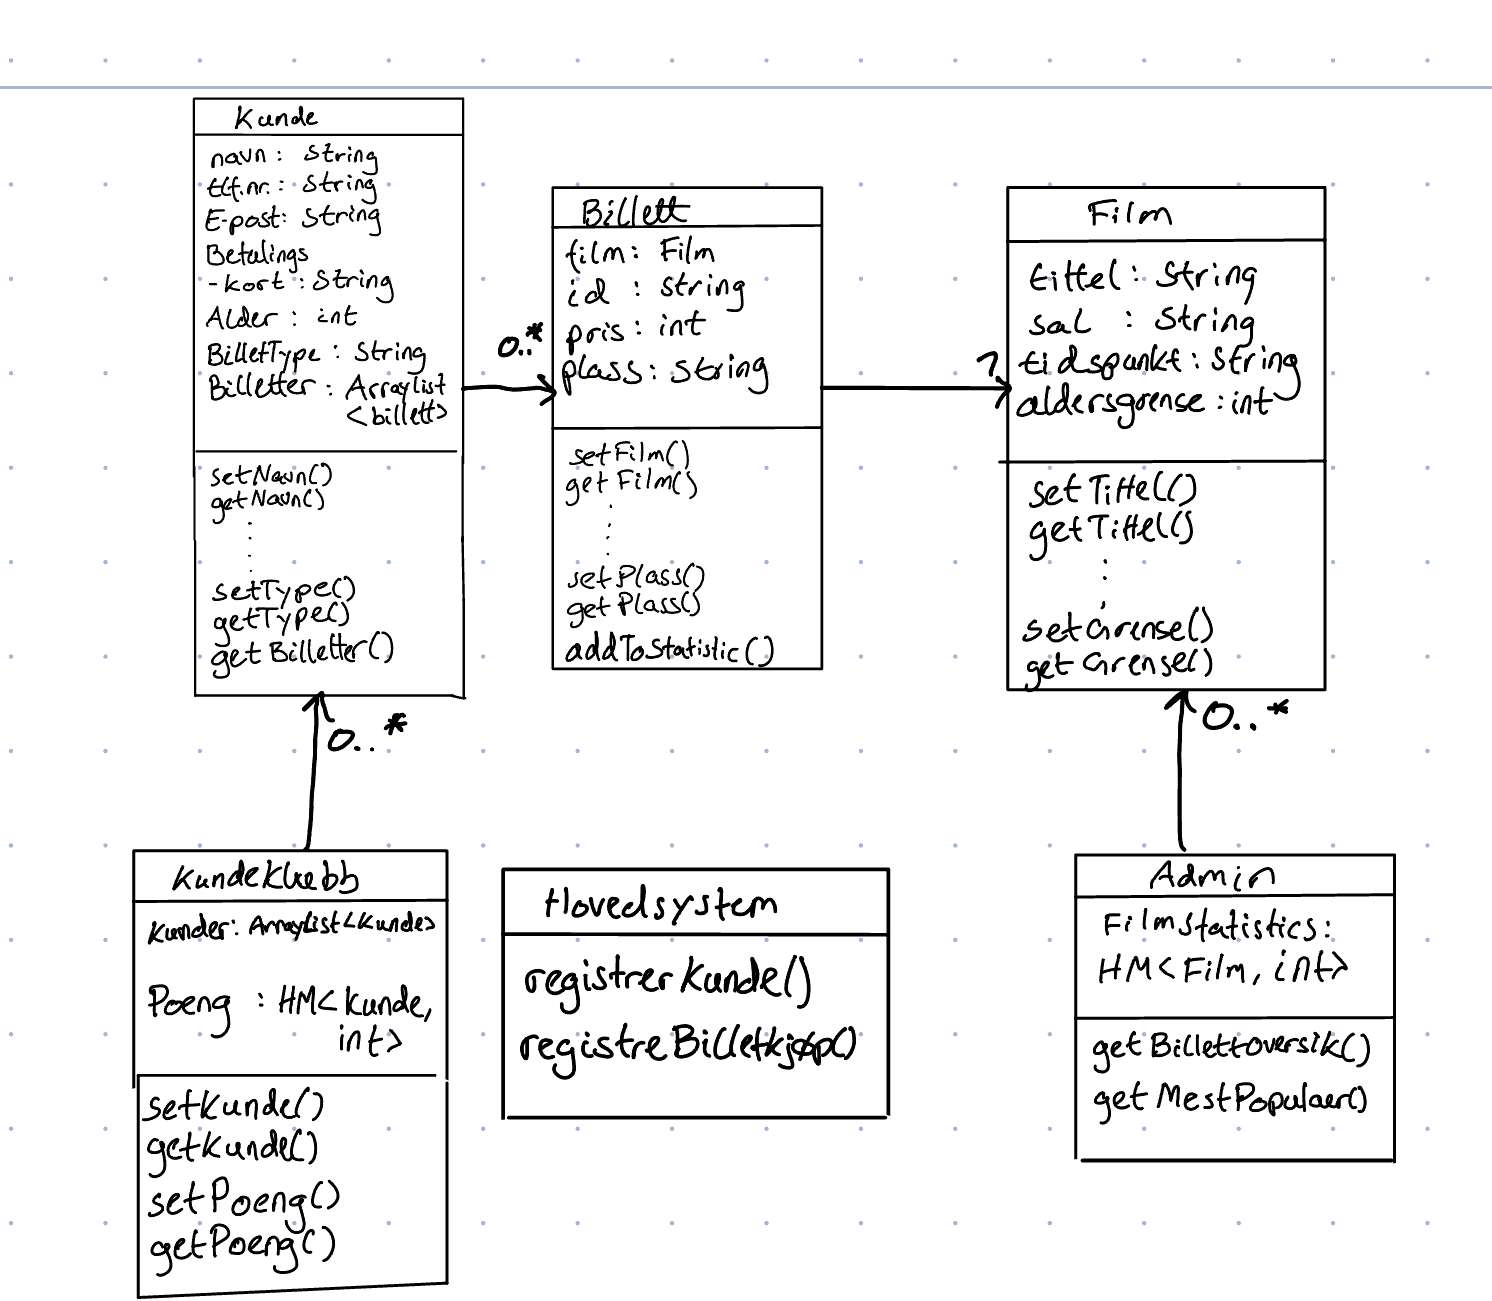 Kunde
navn: String
tlf.nr.: String
E-post: String
Betalings
-kort: String
Alder: int
BilletType: String
Billetter: Arraylist
<billett>
setNavn()
getNavn()
setType()
getType()
getBilletter()
0..*
Billett
film: Film
id: string
pris: int
plass: string
setFilm()
getFilm()
setPlass()
getPlass()
addToStatistic()
1
Film
tittel: String
sal: String
tidspunkt: String
aldersgrense: int
setTittel()
getTittel()
setGrense()
getGrense()
0..*
0..*
KundeKlubb
Kunder: ArrayList<Kunde>
Poeng: HM<Kunde,
int>
setKunde()
getKunde()
setPoeng()
getPoeng()
Hovedsystem
registrerKunde()
registreBilletkjøp()
Admin
FilmStatistics:
HM<Film, int>
getBillettoversik()
getMestPopulaer()